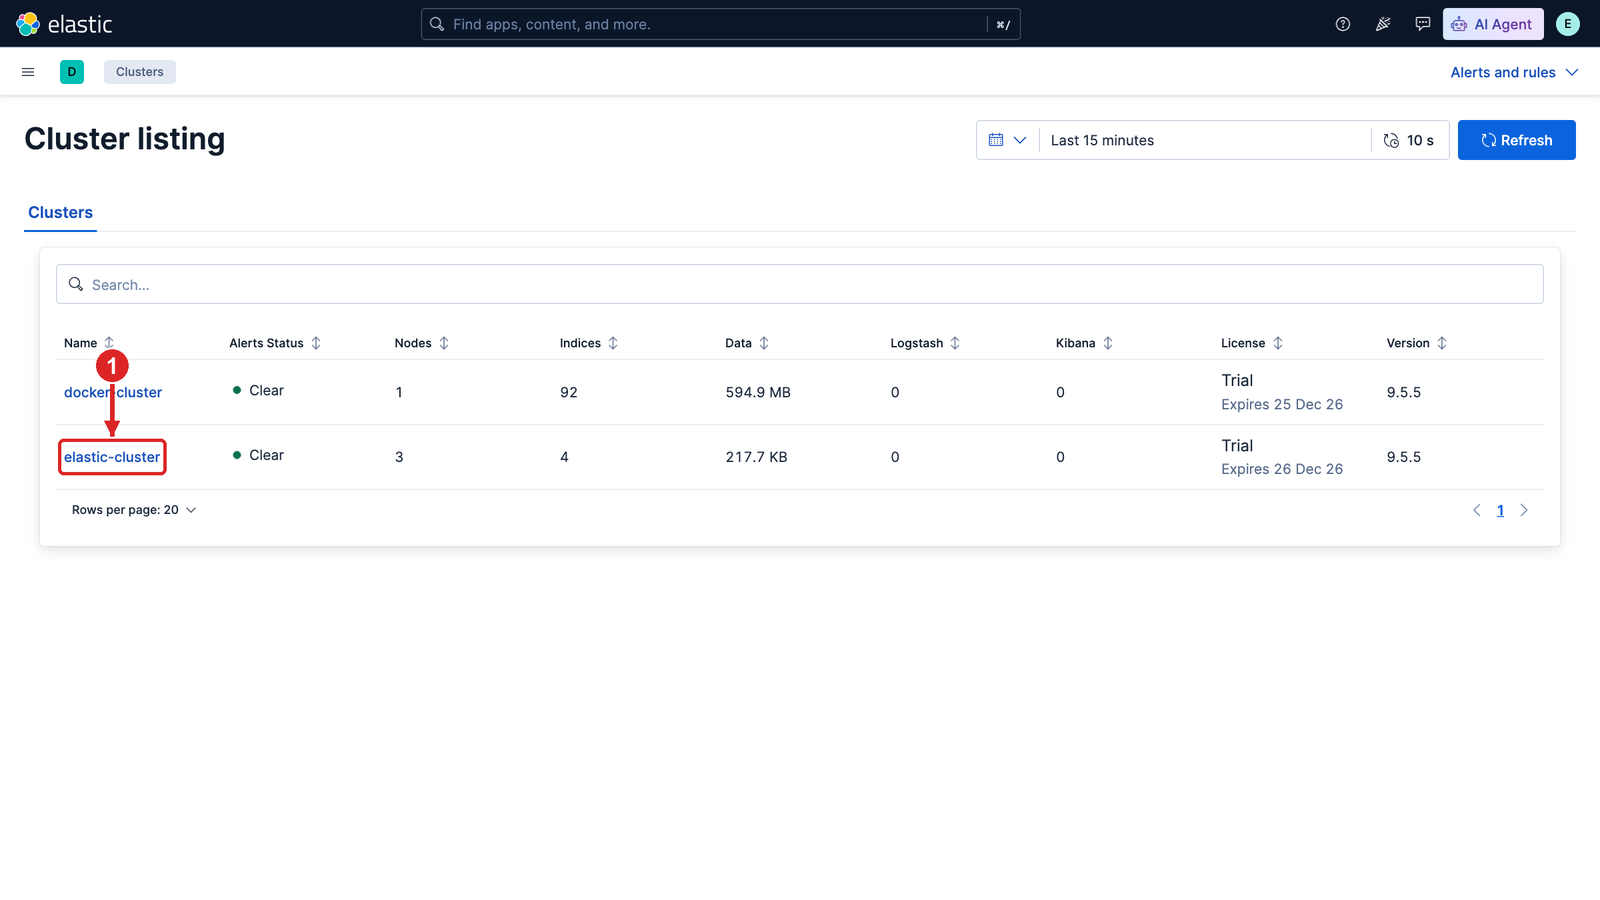 elastic
Find apps, content, and more.
⌘/
AI Agent
E
D
Clusters
Alerts and rules
Cluster listing
Last 15 minutes
10 s
Refresh
Clusters
Search...
Name Alerts Status Nodes Indices Data Logstash Kibana License Version
1
docker-cluster Clear 1 92 594.9 MB 0 0 Trial 9.5.5
Expires 25 Dec 26
elastic-cluster Clear 3 4 217.7 KB 0 0 Trial 9.5.5
Expires 26 Dec 26
Rows per page: 20
1